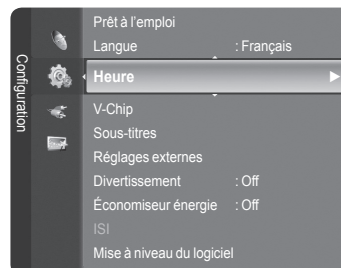 Configuration
Prêt à l'emploi
Langue : Français
Heure
V-Chip
Sous-titres
Réglages externes
Divertissement : Off
Économiseur énergie : Off
ISI
Mise à niveau du logiciel